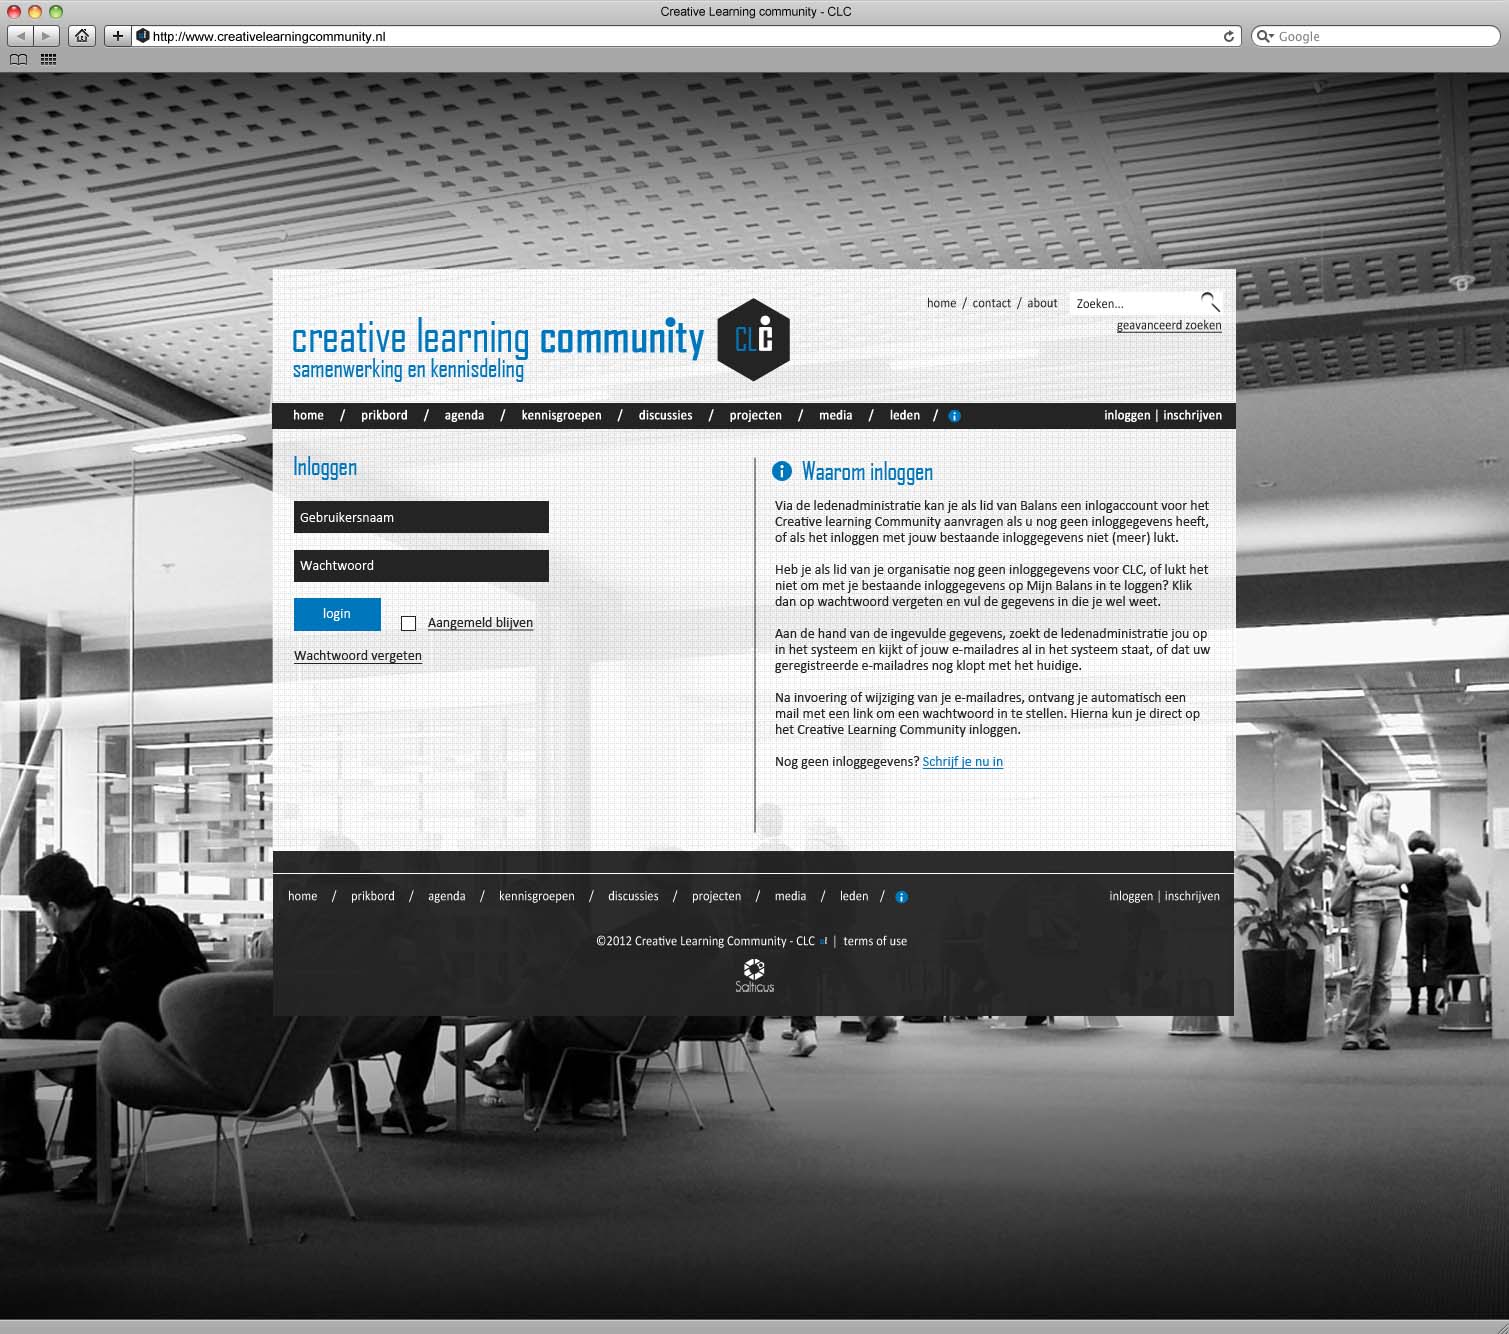 Creative Learning community - CLC
http://www.creativelearningcommunity.nl
Google
home / contact / about
Zoeken...
geavanceerd zoeken
creative learning community
samenwerking en kennisdeling
CLC
home / prikbord / agenda / kennisgroepen / discussies / projecten / media / leden / i
inloggen | inschrijven
Inloggen
Gebruikersnaam
Wachtwoord
login
Aangemeld blijven
Wachtwoord vergeten
i Waarom inloggen
Via de ledenadministratie kan je als lid van Balans een inlogaccount voor het
Creative learning Community aanvragen als u nog geen inloggegevens heeft,
of als het inloggen met jouw bestaande inloggegevens niet (meer) lukt.
Heb je als lid van je organisatie nog geen inloggegevens voor CLC, of lukt het
niet om met je bestaande inloggegevens op Mijn Balans in te loggen? Klik
dan op wachtwoord vergeten en vul de gegevens in die je wel weet.
Aan de hand van de ingevulde gegevens, zoekt de ledenadministratie jou op
in het systeem en kijkt of jouw e-mailadres al in het systeem staat, of dat uw
geregistreerde e-mailadres nog klopt met het huidige.
Na invoering of wijziging van je e-mailadres, ontvang je automatisch een
mail met een link om een wachtwoord in te stellen. Hierna kun je direct op
het Creative Learning Community inloggen.
Nog geen inloggegevens? Schrijf je nu in
home / prikbord / agenda / kennisgroepen / discussies / projecten / media / leden / i
inloggen | inschrijven
©2012 Creative Learning Community - CLC | terms of use
Salticus